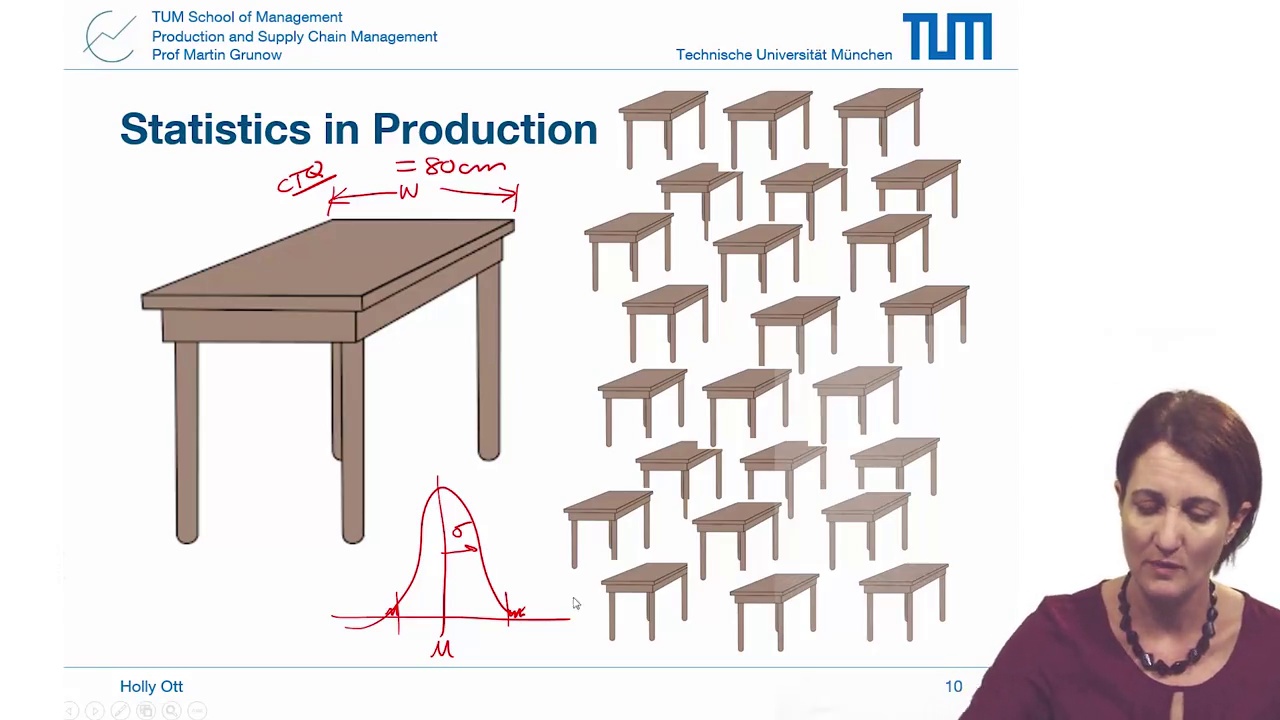 TUM School of Management
Production and Supply Chain Management
Prof Martin Grunow
Technische Universität München
TUM
Statistics in Production
CTQ
= 80cm
W
σ
μ
Holly Ott
10